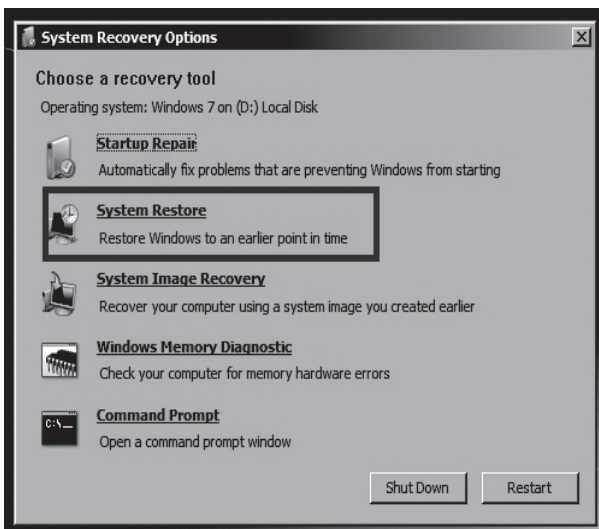 System Recovery Options
Choose a recovery tool
Operating system: Windows 7 on (D:) Local Disk
Startup Repair
Automatically fix problems that are preventing Windows from starting
System Restore
Restore Windows to an earlier point in time
System Image Recovery
Recover your computer using a system image you created earlier
Windows Memory Diagnostic
Check your computer for memory hardware errors
C:\_
Command Prompt
Open a command prompt window
Shut Down
Restart